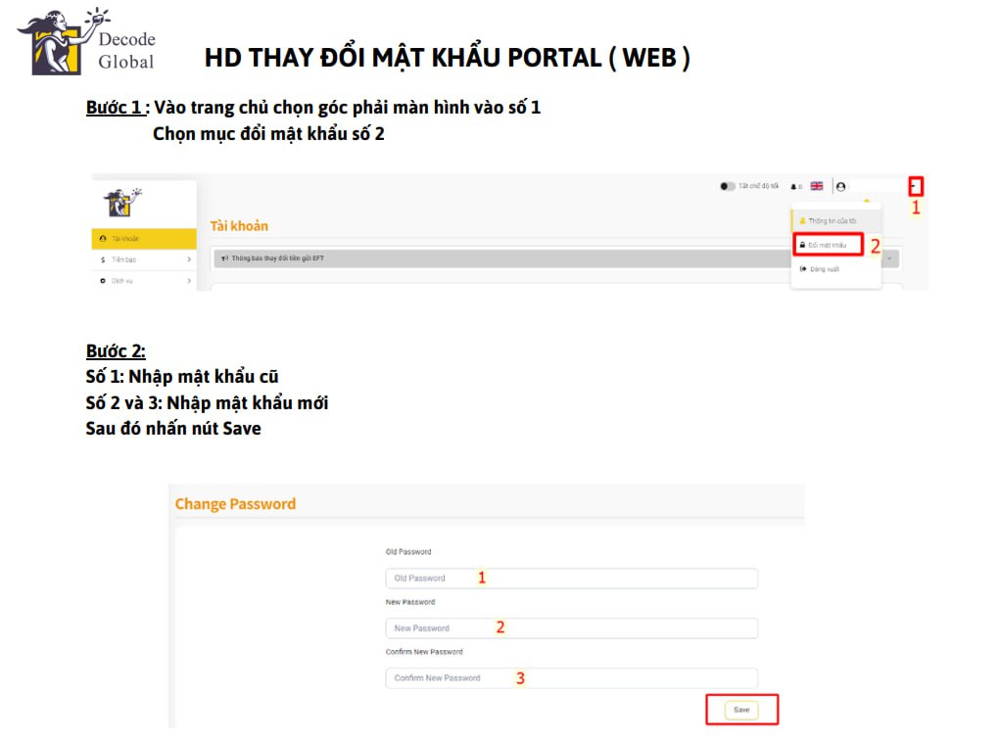 Decode
Global
HD THAY ĐỔI MẬT KHẨU PORTAL ( WEB )
Bước 1 : Vào trang chủ chọn góc phải màn hình vào số 1
Chọn mục đổi mật khẩu số 2
Tắt chế độ tối
0
1
Tài khoản
Thông tin của tôi
Tài khoản
Đổi mật khẩu
2
Tiền bạc
Thông báo thay đổi tiền gửi EFT
Đăng xuất
Dịch vụ
Bước 2:
Số 1: Nhập mật khẩu cũ
Số 2 và 3: Nhập mật khẩu mới
Sau đó nhấn nút Save
Change Password
Old Password
Old Password 1
New Password
New Password 2
Confirm New Password
Confirm New Password 3
Save